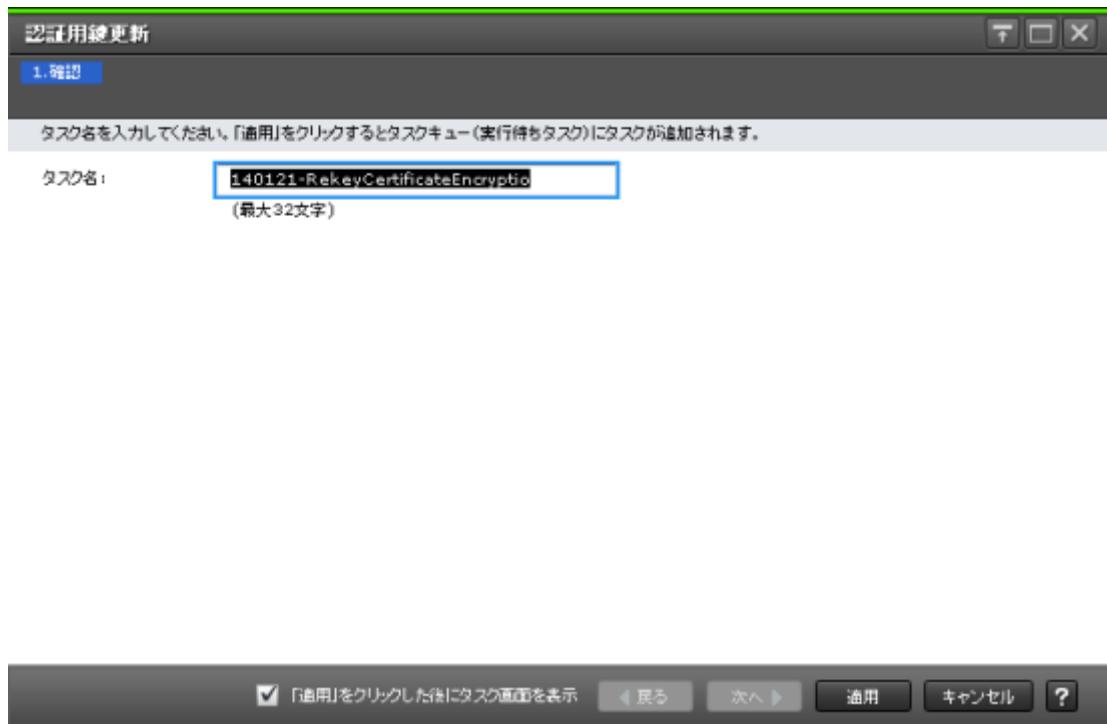 認証用鍵更新
1.確認
タスク名を入力してください。「適用」をクリックするとタスクキュー(実行待ちタスク)にタスクが追加されます。
タスク名:
140121-RekeyCertificateEncryptio
(最大32文字)
「適用」をクリックした後にタスク画面を表示
戻る
次へ
適用
キャンセル
?